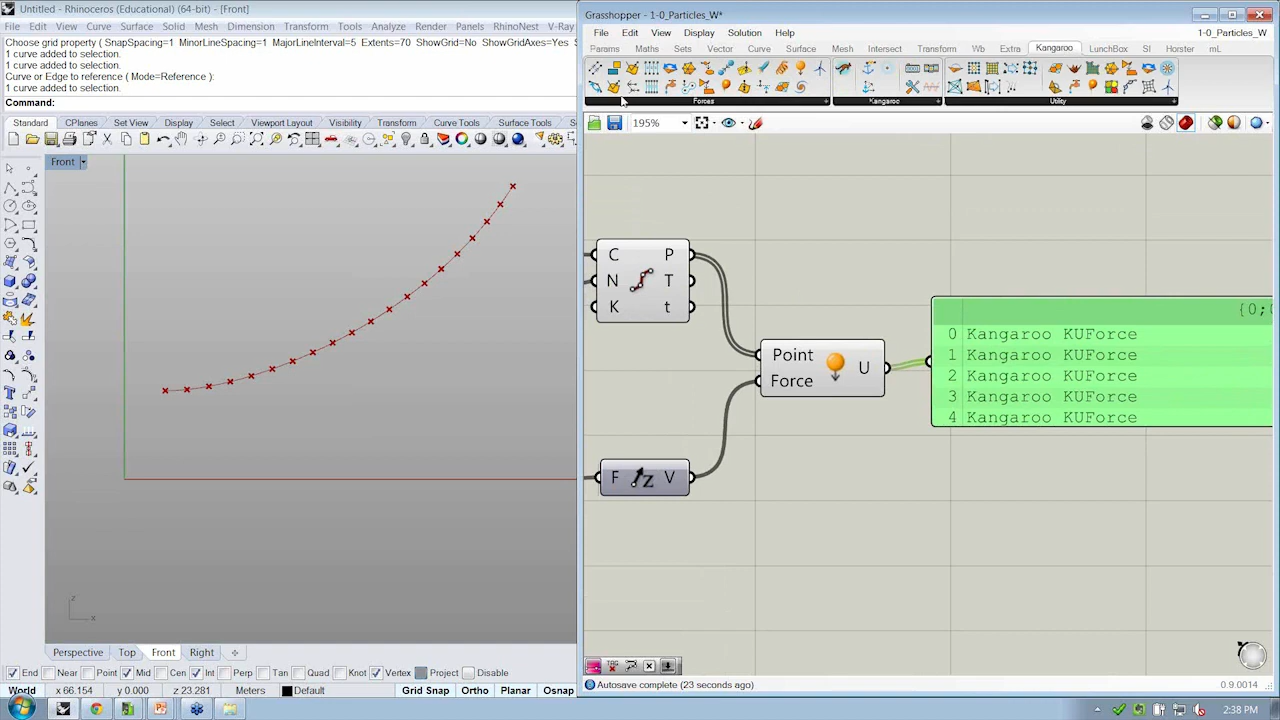 Untitled - Rhinoceros (Educational) (64-bit) - [Front]
File Edit View Curve Surface Solid Mesh Dimension Transform Tools Analyze Render Panels RhinoNest V-Ray
Choose grid property ( SnapSpacing=1 MinorLineSpacing=1 MajorLineInterval=5 Extents=70 ShowGrid=No ShowGridAxes=Yes S
1 curve added to selection.
1 curve added to selection.
Curve or Edge to reference ( Mode=Reference ):
1 curve added to selection.
Command:
Standard CPlanes Set View Display Select Viewport Layout Visibility Transform Curve Tools Surface Tools
Front
z
x
Perspective Top Front Right
End Near Point Mid Cen Int Perp Tan Quad Knot Vertex Project Disable
World x 66.154 y 0.000 z 23.281 Meters Default Grid Snap Ortho Planar Osnap
Grasshopper - 1-0_Particles_W*
File Edit View Display Solution Help 1-0_Particles_W
Params Maths Sets Vector Curve Surface Mesh Intersect Transform Wb Extra Kangaroo LunchBox SI Horster mL
Forces Kangaroo Utility
195%
C P
N T
K t
Point U
Force
F Z V
{0;
0 Kangaroo KUForce
1 Kangaroo KUForce
2 Kangaroo KUForce
3 Kangaroo KUForce
4 Kangaroo KUForce
Autosave complete (23 seconds ago) 0.9.0014
2:38 PM